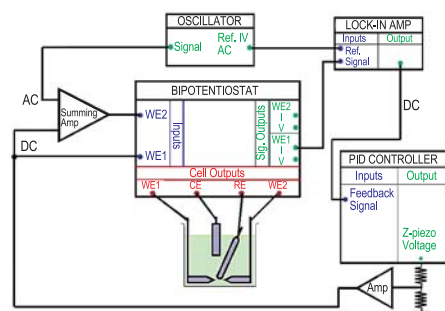 OSCILLATOR
Signal
Ref. IV
AC
LOCK-IN AMP
Inputs
Output
Ref.
Signal
AC
DC
Summing
Amp
BIPOTENTIOSTAT
WE2
WE1
Inputs
Sig. Outputs
WE2
I
V
WE1
I
V
Cell Outputs
WE1
CE
RE
WE2
DC
PID CONTROLLER
Inputs
Output
Feedback
Signal
Z-piezo
Voltage
Amp